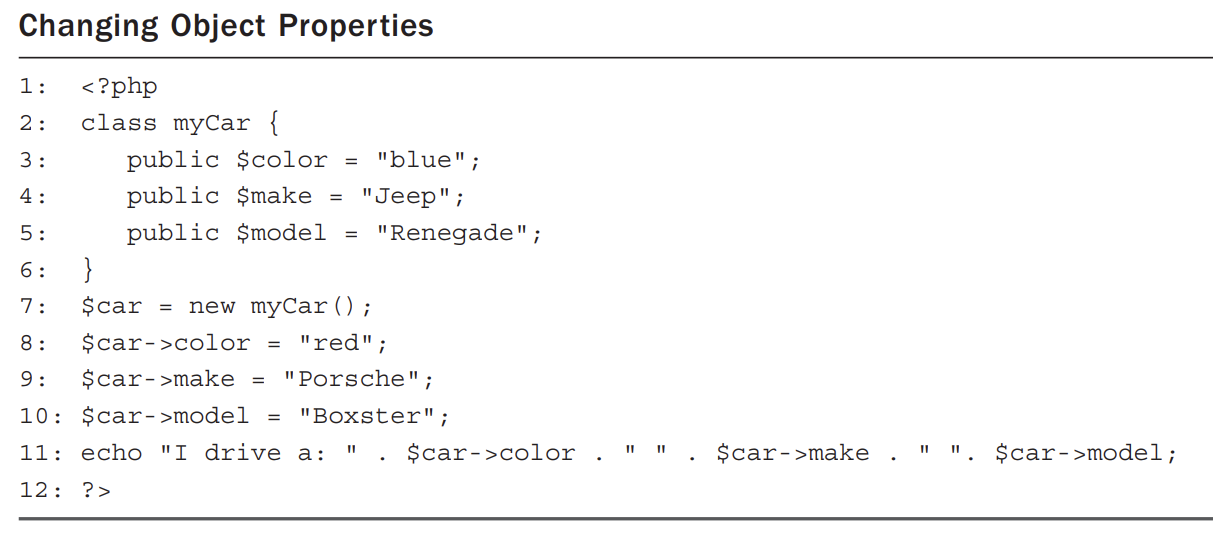 Changing Object Properties
1: <?php
2: class myCar {
3: public $color = "blue";
4: public $make = "Jeep";
5: public $model = "Renegade";
6: }
7: $car = new myCar();
8: $car->color = "red";
9: $car->make = "Porsche";
10: $car->model = "Boxster";
11: echo "I drive a: " . $car->color . " " . $car->make . " ". $car->model;
12: ?>